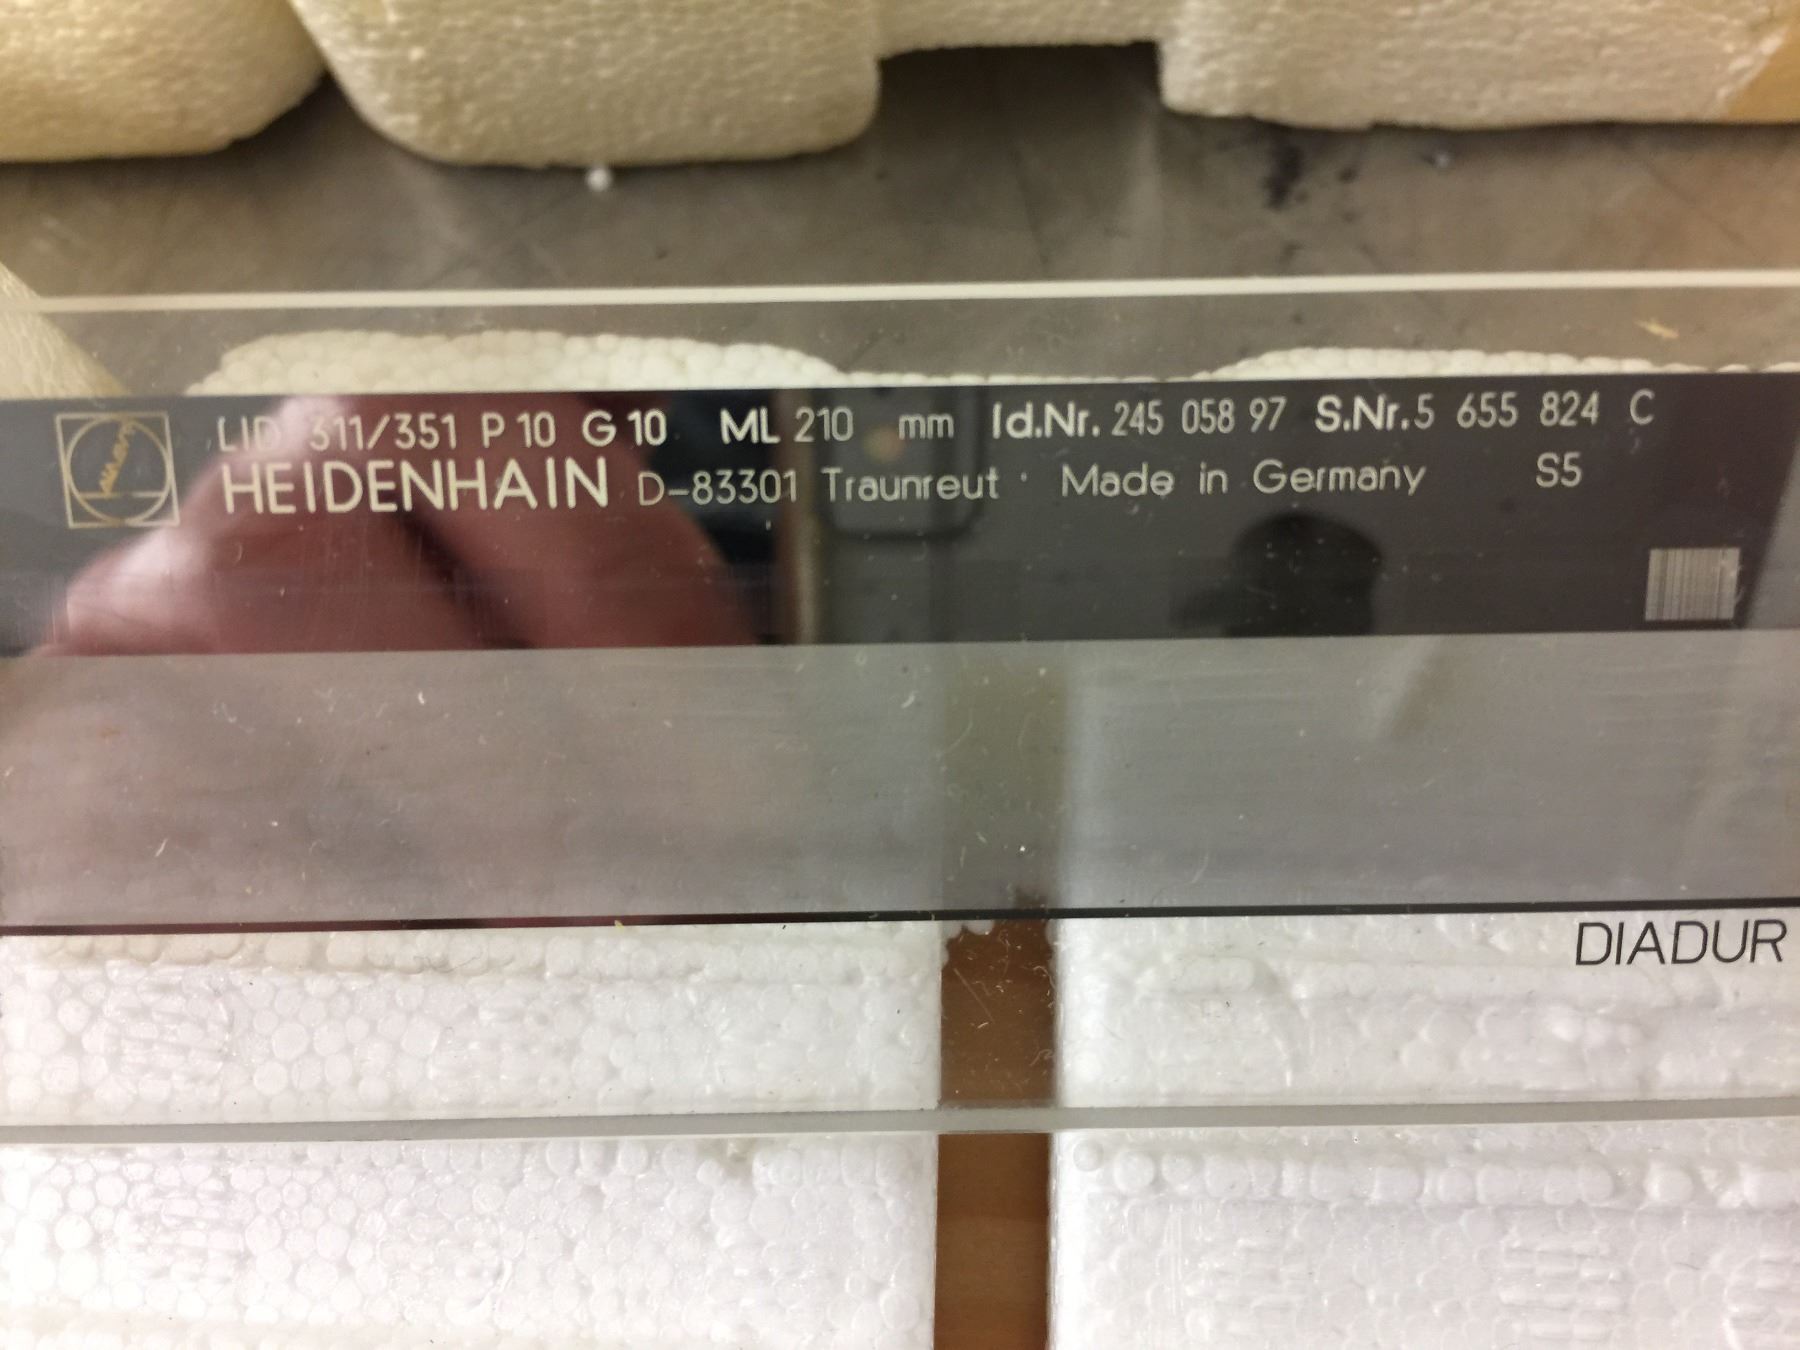 LID 311/351 P 10 G 10 ML 210 mm Id.Nr. 245 058 97 S.Nr.5 655 824 C
HEIDENHAIN D-83301 Traunreut · Made in Germany S5
DIADUR